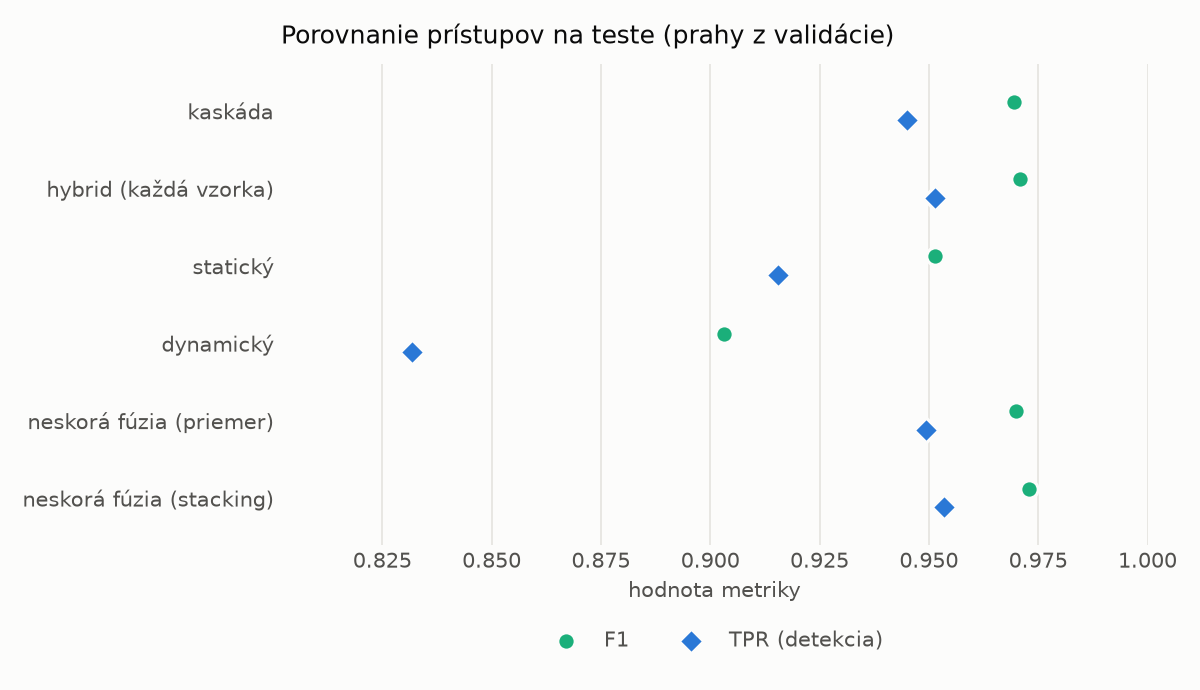 Porovnanie prístupov na teste (prahy z validácie)
kaskáda
hybrid (každá vzorka)
statický
dynamický
neskorá fúzia (priemer)
neskorá fúzia (stacking)
0.825 0.850 0.875 0.900 0.925 0.950 0.975 1.000
hodnota metriky
F1 TPR (detekcia)